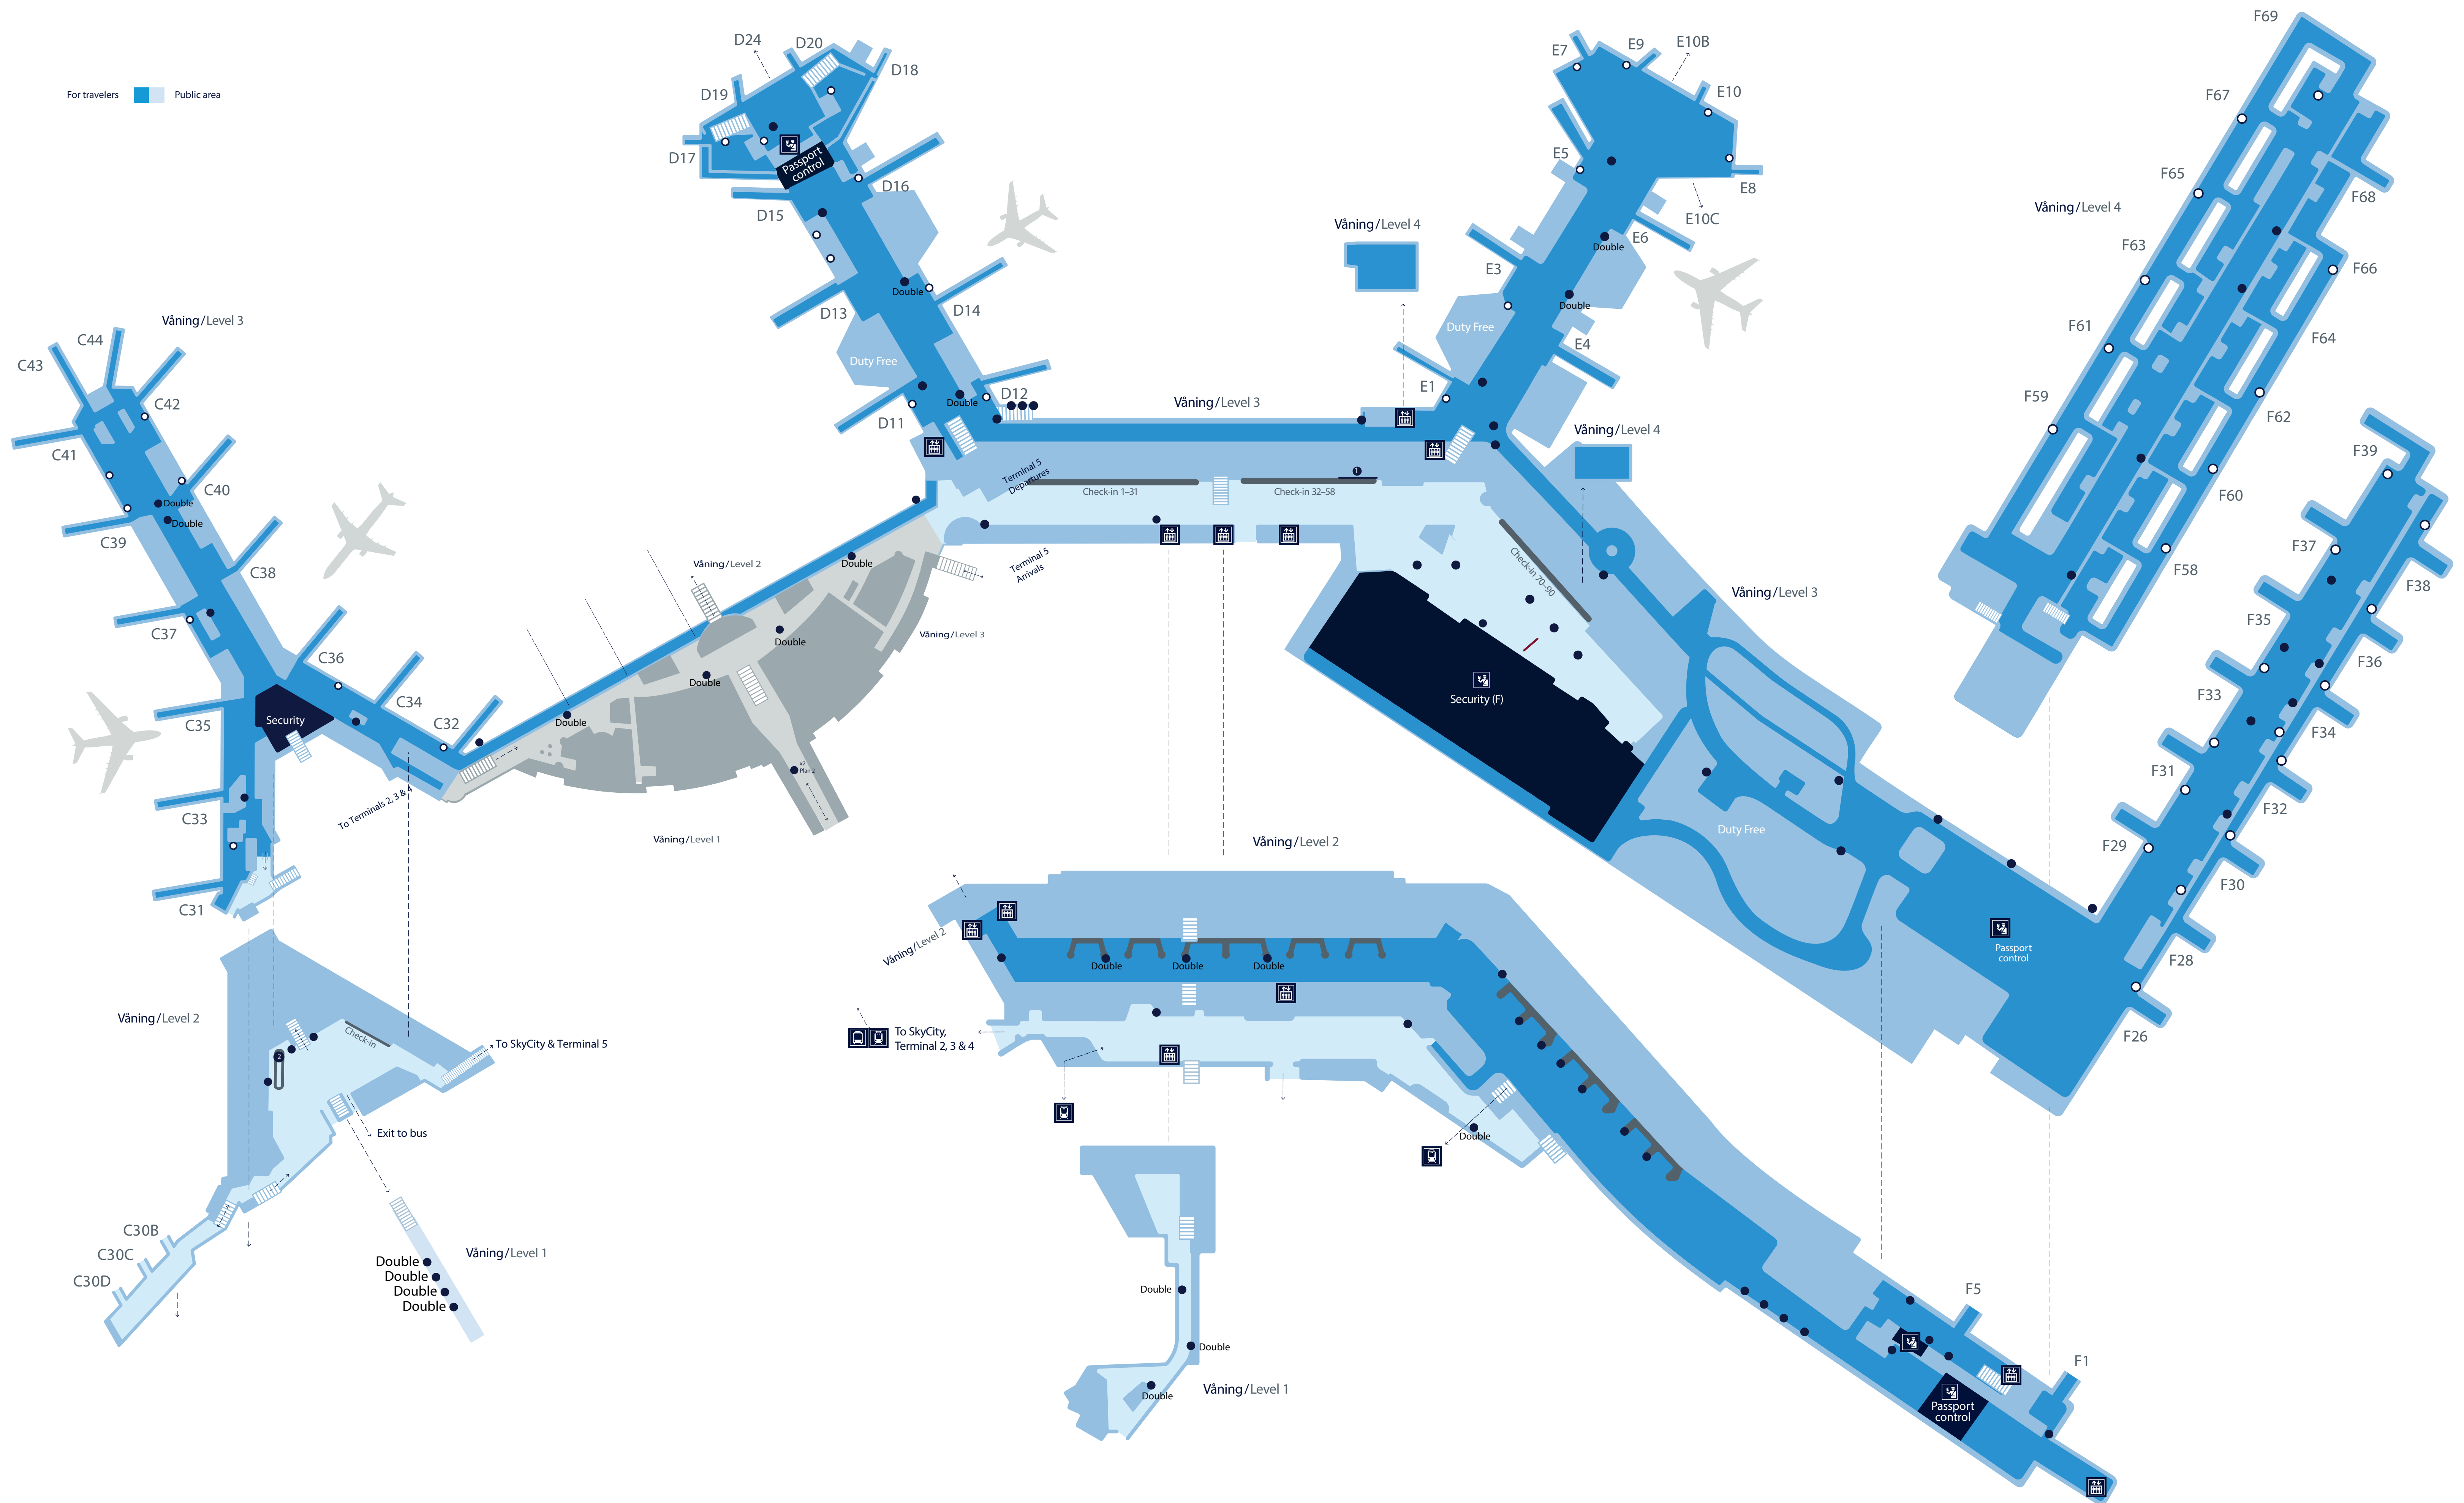 For travelers
Public area
D24
D20
D18
D19
D17
Passport
control
D16
D15
Double
D14
D13
Duty Free
Double
D12
D11
E7
E9
E10B
E10
E5
E8
E10C
E6
Double
E3
Double
Duty Free
E4
E1
Våning/Level 4
Våning/Level 3
Våning/Level 4
F69
F67
F65
F68
Våning/Level 4
F63
F66
F61
F64
F59
F62
F60
F58
F39
F37
F38
F35
F36
F33
F34
F31
F32
F29
F30
F28
F26
Våning/Level 3
C44
C43
C42
C41
C40
Double
Double
C39
C38
C37
C36
C35
C34
C32
Security
C33
C31
To Terminals 2, 3 & 4
Terminal 5
Departures
Check-in 1–31
Check-in 32–58
1
Terminal 5
Arrivals
Check-in 70–90
Våning/Level 2
Double
Double
Double
Double
Våning/Level 3
x2
Plan 2
Våning/Level 1
Våning/Level 3
Security (F)
Duty Free
Passport
control
Våning/Level 2
Våning/Level 2
Double
Double
Double
To SkyCity,
Terminal 2, 3 & 4
Double
Våning/Level 2
Check-in
2
To SkyCity & Terminal 5
Exit to bus
C30B
C30C
C30D
Våning/Level 1
Double
Double
Double
Double
Double
Double
Double
Våning/Level 1
F5
F1
Passport
control